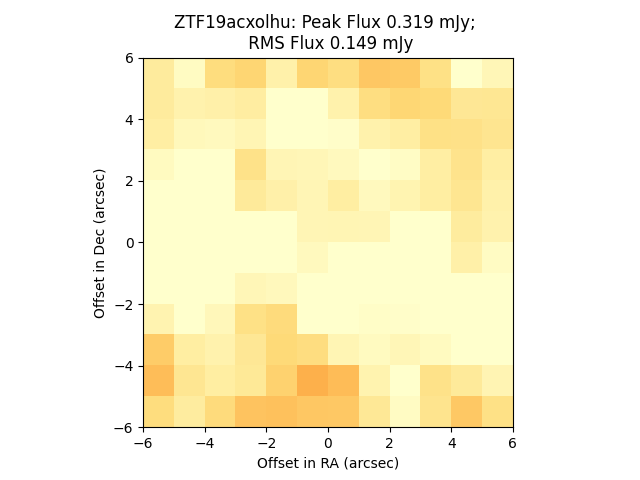 ZTF19acxolhu: Peak Flux 0.319 mJy;
RMS Flux 0.149 mJy
6
4
2
0
−2
−4
−6
Offset in Dec (arcsec)
−6 −4 −2 0 2 4 6
Offset in RA (arcsec)